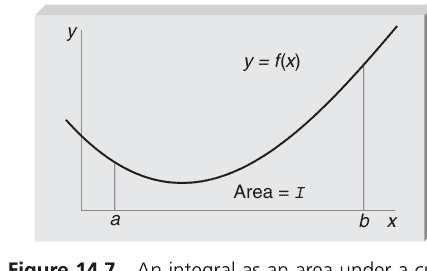 y
y = f(x)
Area = I
a
b x
Figure 14.7 An integral as an area under a